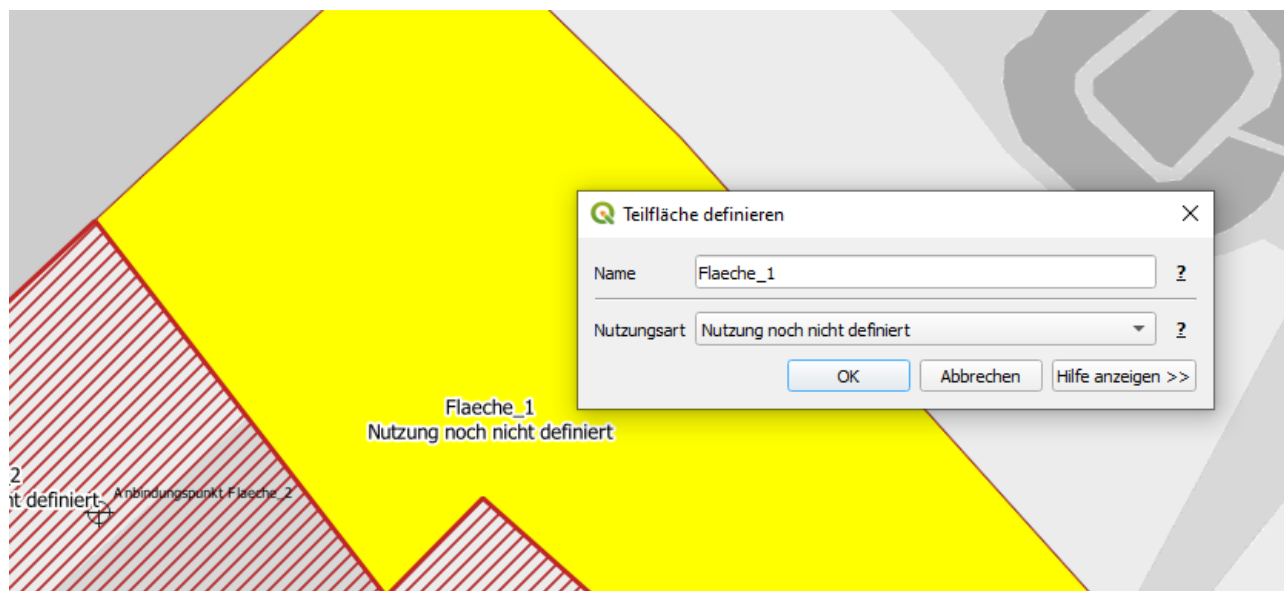 Teilfläche definieren
Name
Flaeche_1
?
Nutzungsart
Nutzung noch nicht definiert
?
OK
Abbrechen
Hilfe anzeigen >>
Flaeche_1
Nutzung noch nicht definiert
2
nt definiert
Anbindungspunkt Flaeche_2